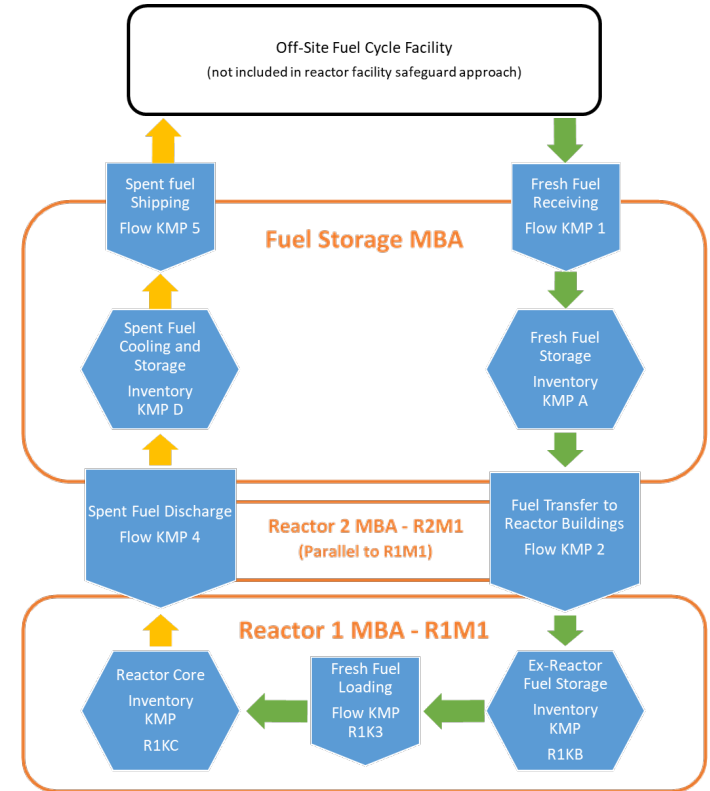 Off-Site Fuel Cycle Facility
(not included in reactor facility safeguard approach)
Spent fuel
Shipping
Flow KMP 5
Fresh Fuel
Receiving
Flow KMP 1
Fuel Storage MBA
Spent Fuel
Cooling and
Storage
Inventory
KMP D
Fresh Fuel
Storage
Inventory
KMP A
Spent Fuel Discharge
Flow KMP 4
Reactor 2 MBA - R2M1
(Parallel to R1M1)
Fuel Transfer to
Reactor Buildings
Flow KMP 2
Reactor 1 MBA - R1M1
Reactor Core
Inventory
KMP
R1KC
Fresh Fuel
Loading
Flow KMP
R1K3
Ex-Reactor
Fuel Storage
Inventory
KMP
R1KB